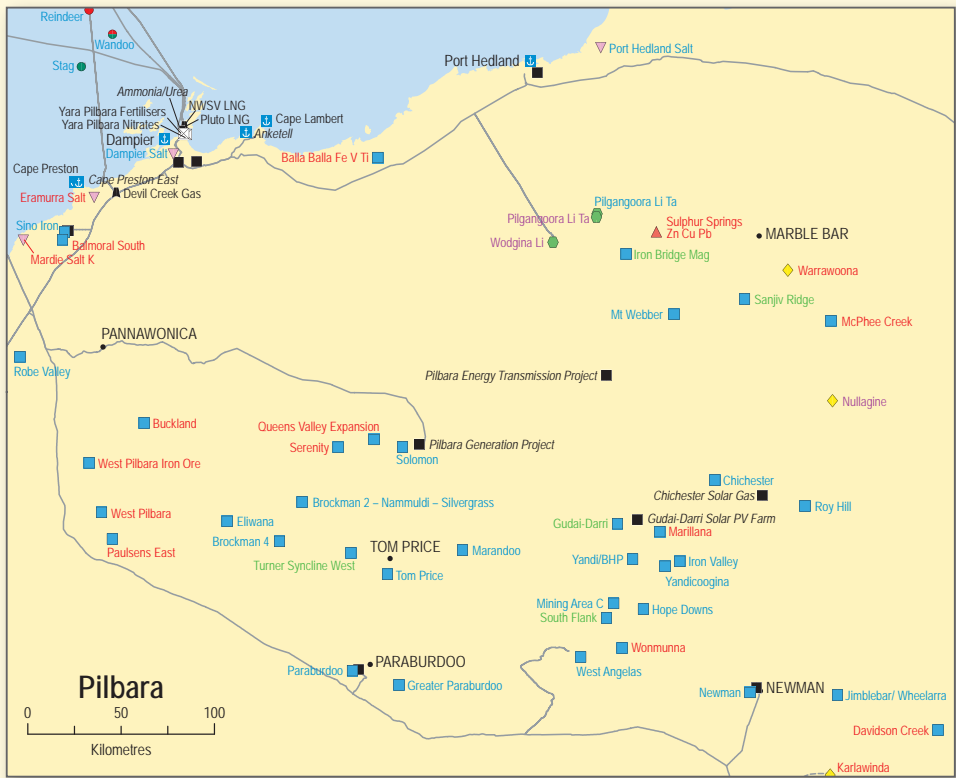 Reindeer
Wandoo
Stag
Port Hedland
Port Hedland Salt
Ammonia/Urea
NWSV LNG
Yara Pilbara Fertilisers
Pluto LNG
Yara Pilbara Nitrates
Cape Lambert
Anketell
Dampier
Dampier Salt
Balla Balla Fe V Ti
Cape Preston
Cape Preston East
Devil Creek Gas
Eramurra Salt
Sino Iron
Balmoral South
Mardie Salt K
Pilgangoora Li Ta
Pilgangoora Li Ta
Sulphur Springs
Zn Cu Pb
MARBLE BAR
Wodgina Li
Iron Bridge Mag
Warrawoona
Sanjiv Ridge
Mt Webber
McPhee Creek
PANNAWONICA
Robe Valley
Pilbara Energy Transmission Project
Nullagine
Buckland
Queens Valley Expansion
Serenity
Solomon
Pilbara Generation Project
West Pilbara Iron Ore
Chichester
Chichester Solar Gas
Roy Hill
Brockman 2 – Nammuldi – Silvergrass
West Pilbara
Eliwana
Gudai-Darri
Gudai-Darri Solar PV Farm
Marillana
Paulsens East
Brockman 4
TOM PRICE
Marandoo
Turner Syncline West
Tom Price
Yandi/BHP
Iron Valley
Yandicoogina
Mining Area C
Hope Downs
South Flank
Wonmunna
West Angelas
PARABURDOO
Paraburdoo
Greater Paraburdoo
Newman
NEWMAN
Jimblebar/ Wheelarra
Davidson Creek
Karlawinda
Pilbara
0 50 100
Kilometres